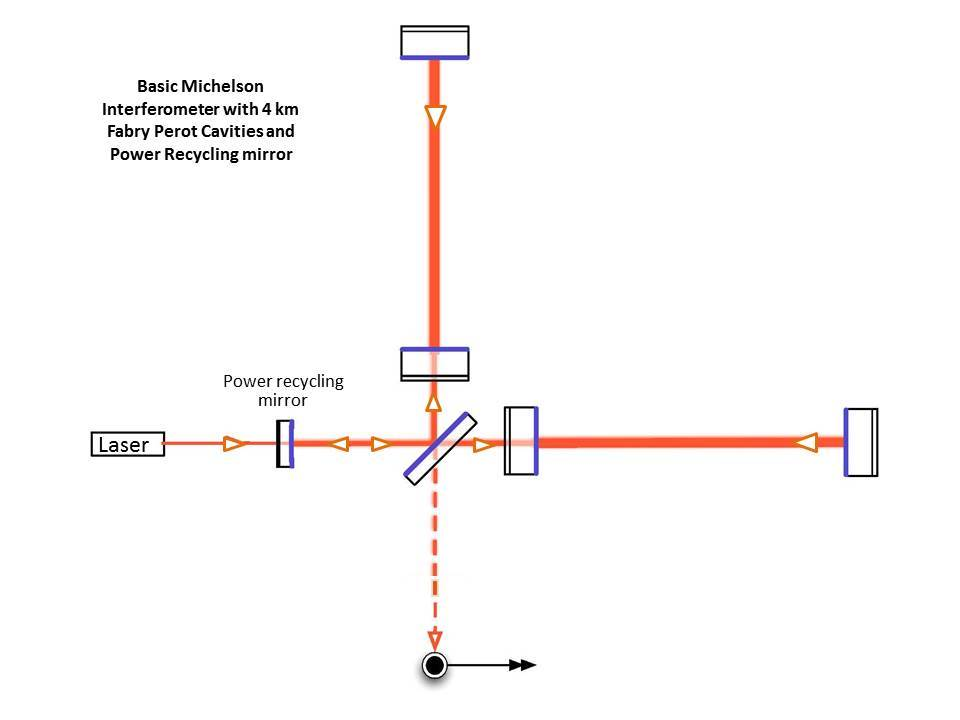 Basic Michelson
Interferometer with 4 km
Fabry Perot Cavities and
Power Recycling mirror
Power recycling
mirror
Laser